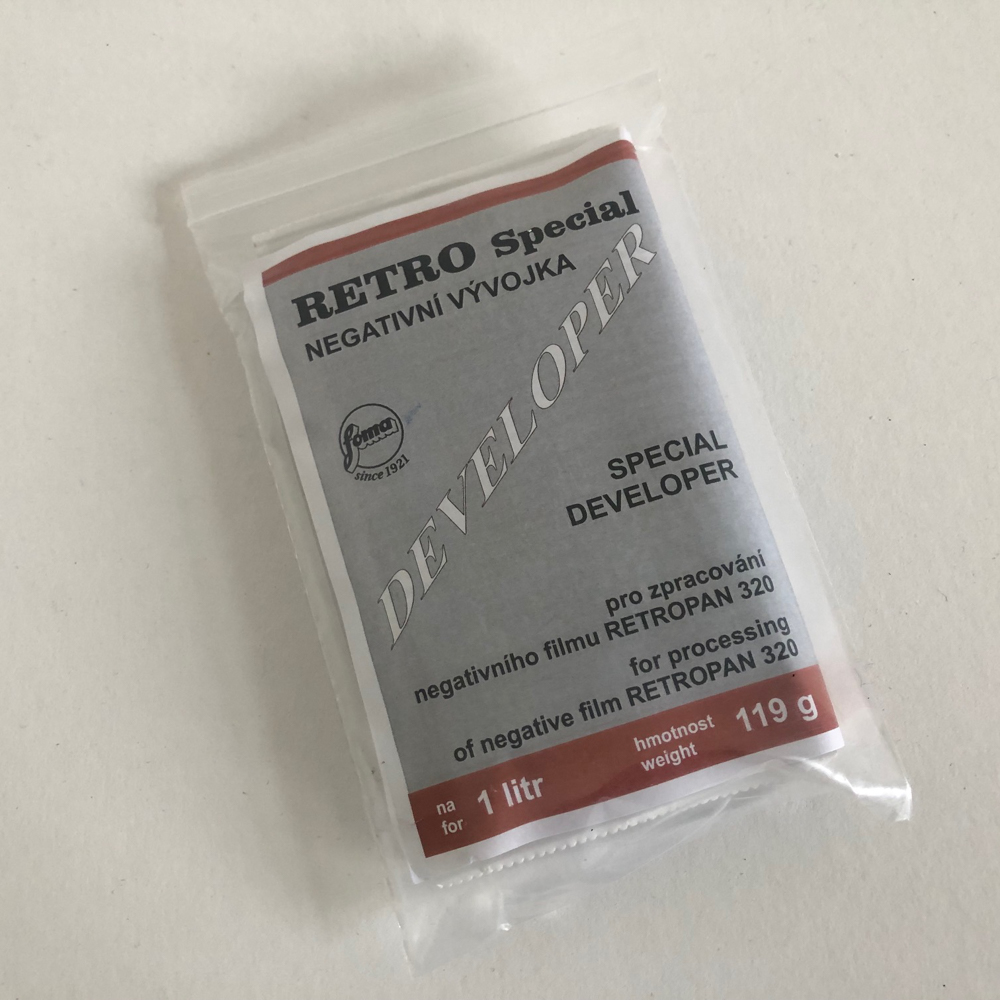 RETRO Special
NEGATIVNÍ VÝVOJKA
DEVELOPER
foma
since 1921
SPECIAL
DEVELOPER
pro zpracování
negativního filmu RETROPAN 320
for processing
of negative film RETROPAN 320
na
for
1 litr
hmotnost
weight
119 g